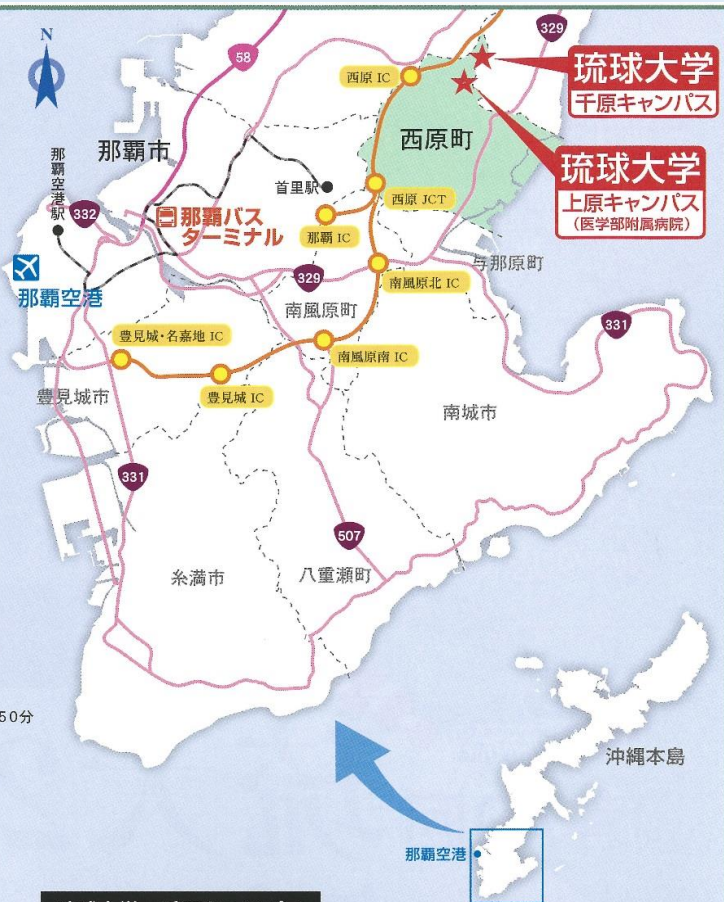 N
58
329
琉球大学
千原キャンパス
西原 IC
西原町
琉球大学
上原キャンパス
(医学部附属病院)
那覇市
那覇空港駅
首里駅
西原 JCT
332
那覇バス
ターミナル
那覇 IC
与那原町
那覇空港
329
南風原北 IC
南風原町
331
豊見城・名嘉地 IC
南風原南 IC
豊見城市
豊見城 IC
南城市
331
507
糸満市
八重瀬町
50分
沖縄本島
那覇空港